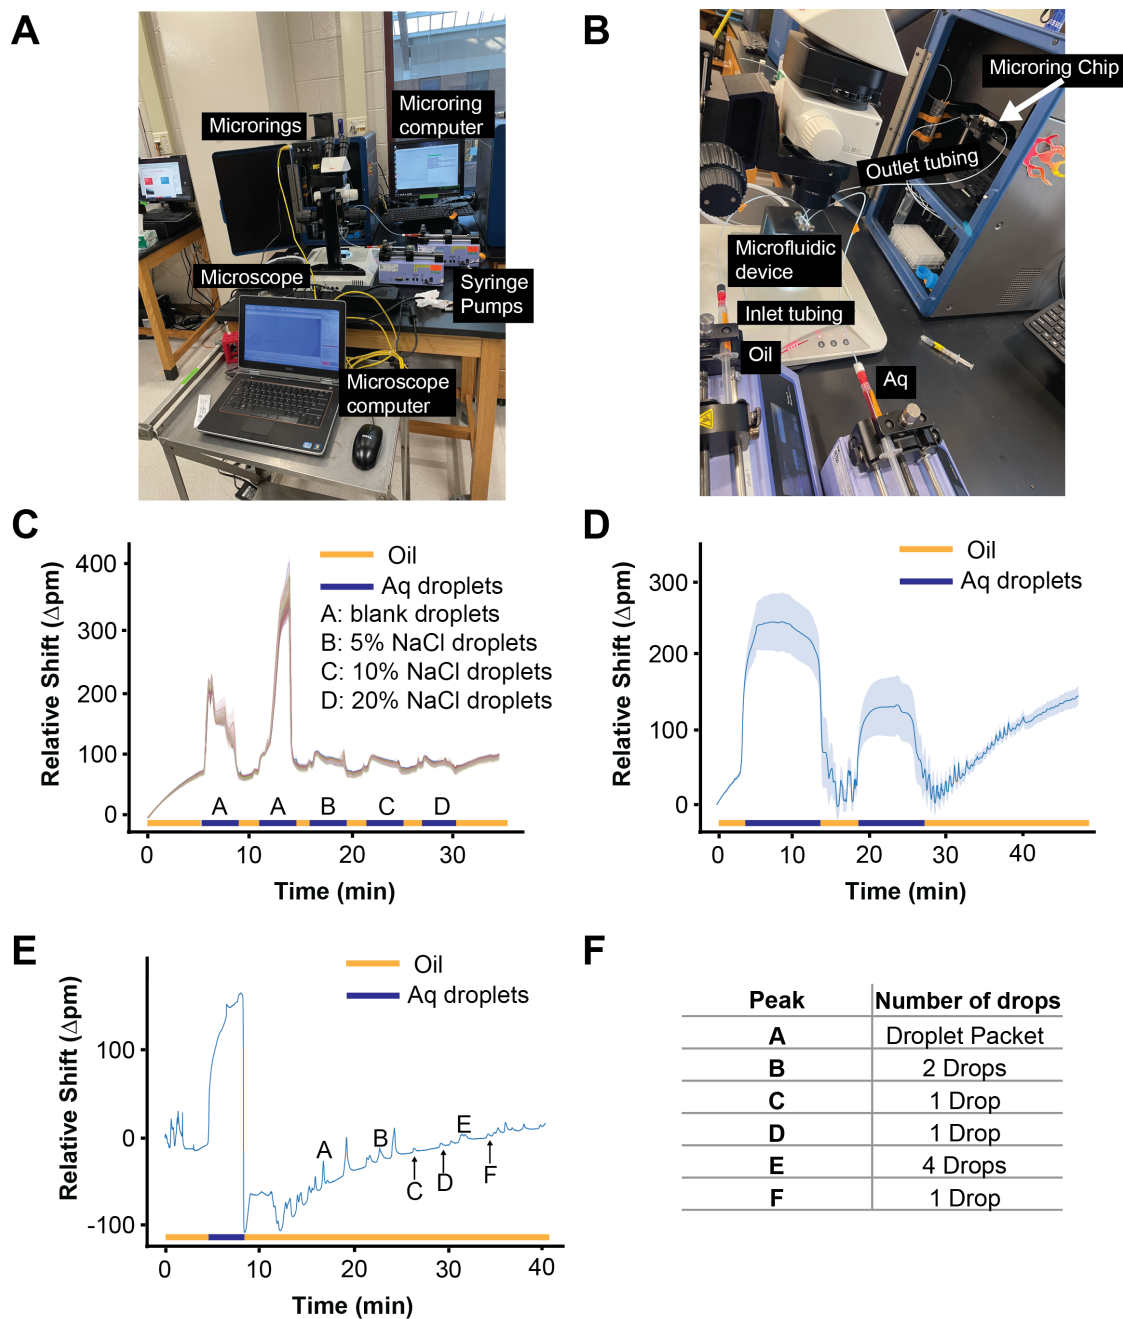 A
Microrings
Microring
computer
Microscope
Syringe
Pumps
Microscope
computer
B
Microring Chip
Outlet tubing
Microfluidic
device
Inlet tubing
Oil
Aq
C
Relative Shift (Δpm)
400
300
200
100
0
Oil
Aq droplets
A: blank droplets
B: 5% NaCl droplets
C: 10% NaCl droplets
D: 20% NaCl droplets
A A B C D
0 10 20 30
Time (min)
D
Relative Shift (Δpm)
300
200
100
0
Oil
Aq droplets
0 10 20 30 40
Time (min)
E
Relative Shift (Δpm)
100
0
-100
Oil
Aq droplets
A B C D E F
0 10 20 30 40
Time (min)
F
Peak Number of drops
A Droplet Packet
B 2 Drops
C 1 Drop
D 1 Drop
E 4 Drops
F 1 Drop